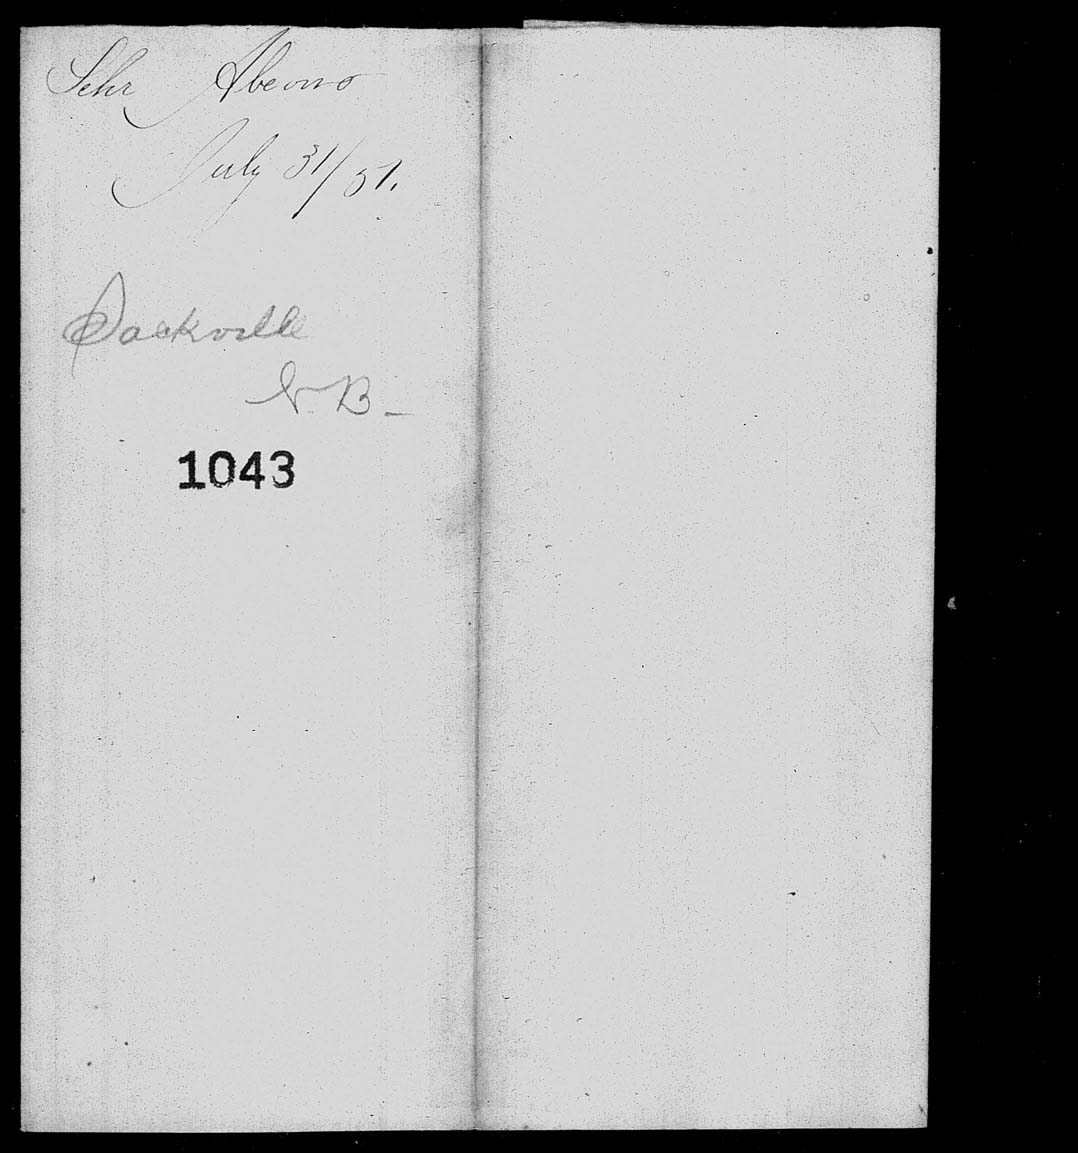 Schr Abeona
July 31/51.
Sackville
N.B-
1043